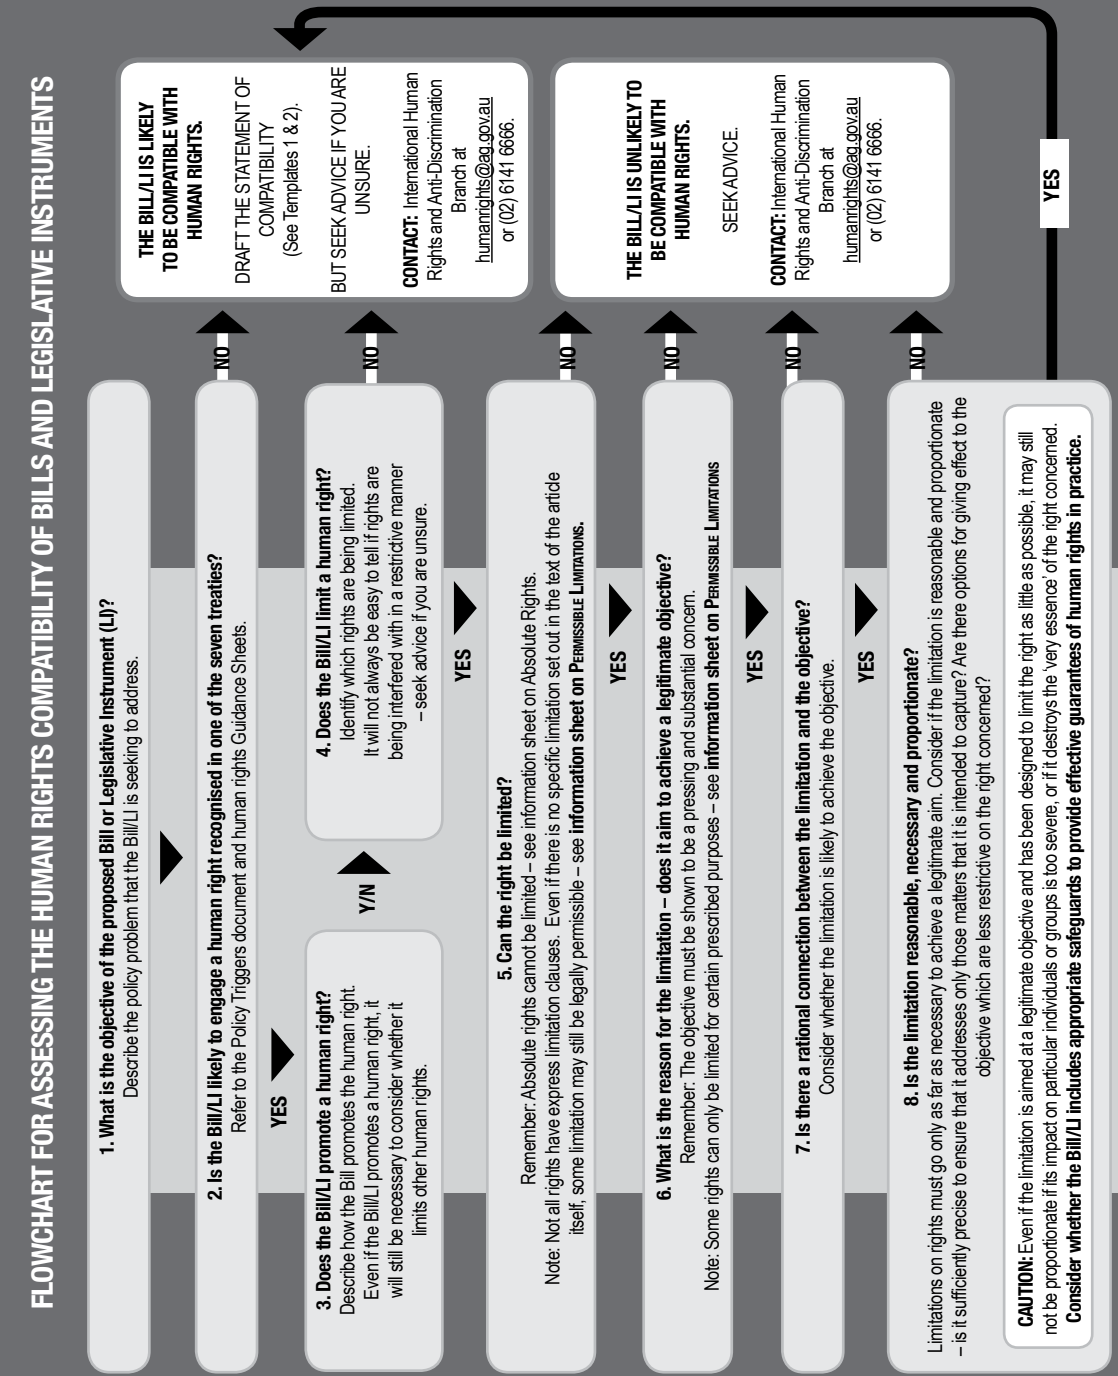 FLOWCHART FOR ASSESSING THE HUMAN RIGHTS COMPATIBILITY OF BILLS AND LEGISLATIVE INSTRUMENTS
1. What is the objective of the proposed Bill or Legislative Instrument (LI)?
Describe the policy problem that the Bill/LI is seeking to address.
2. Is the Bill/LI likely to engage a human right recognised in one of the seven treaties?
Refer to the Policy Triggers document and human rights Guidance Sheets.
NO
YES
3. Does the Bill/LI promote a human right?
Describe how the Bill promotes the human right.
Even if the Bill/LI promotes a human right, it
will still be necessary to consider whether it
limits other human rights.
Y/N
4. Does the Bill/LI limit a human right?
Identify which rights are being limited.
It will not always be easy to tell if rights are
being interfered with in a restrictive manner
– seek advice if you are unsure.
NO
YES
5. Can the right be limited?
Remember: Absolute rights cannot be limited – see information sheet on Absolute Rights.
Note: Not all rights have express limitation clauses. Even if there is no specific limitation set out in the text of the article
itself, some limitation may still be legally permissible – see information sheet on PERMISSIBLE LIMITATIONS.
NO
YES
6. What is the reason for the limitation – does it aim to achieve a legitimate objective?
Remember: The objective must be shown to be a pressing and substantial concern.
Note: Some rights can only be limited for certain prescribed purposes – see information sheet on PERMISSIBLE LIMITATIONS
NO
YES
7. Is there a rational connection between the limitation and the objective?
Consider whether the limitation is likely to achieve the objective.
NO
YES
8. Is the limitation reasonable, necessary and proportionate?
Limitations on rights must go only as far as necessary to achieve a legitimate aim. Consider if the limitation is reasonable and proportionate
– is it sufficiently precise to ensure that it addresses only those matters that it is intended to capture? Are there options for giving effect to the
objective which are less restrictive on the right concerned?
CAUTION: Even if the limitation is aimed at a legitimate objective and has been designed to limit the right as little as possible, it may still
not be proportionate if its impact on particular individuals or groups is too severe, or if it destroys the 'very essence' of the right concerned.
Consider whether the Bill/LI includes appropriate safeguards to provide effective guarantees of human rights in practice.
NO
YES
THE BILL/LI IS LIKELY
TO BE COMPATIBLE WITH
HUMAN RIGHTS.
DRAFT THE STATEMENT OF
COMPATIBILITY
(See Templates 1 & 2).
BUT SEEK ADVICE IF YOU ARE
UNSURE.
CONTACT: International Human
Rights and Anti-Discrimination
Branch at
humanrights@ag.gov.au
or (02) 6141 6666.
THE BILL/LI IS UNLIKELY TO
BE COMPATIBLE WITH
HUMAN RIGHTS.
SEEK ADVICE.
CONTACT: International Human
Rights and Anti-Discrimination
Branch at
humanrights@ag.gov.au
or (02) 6141 6666.